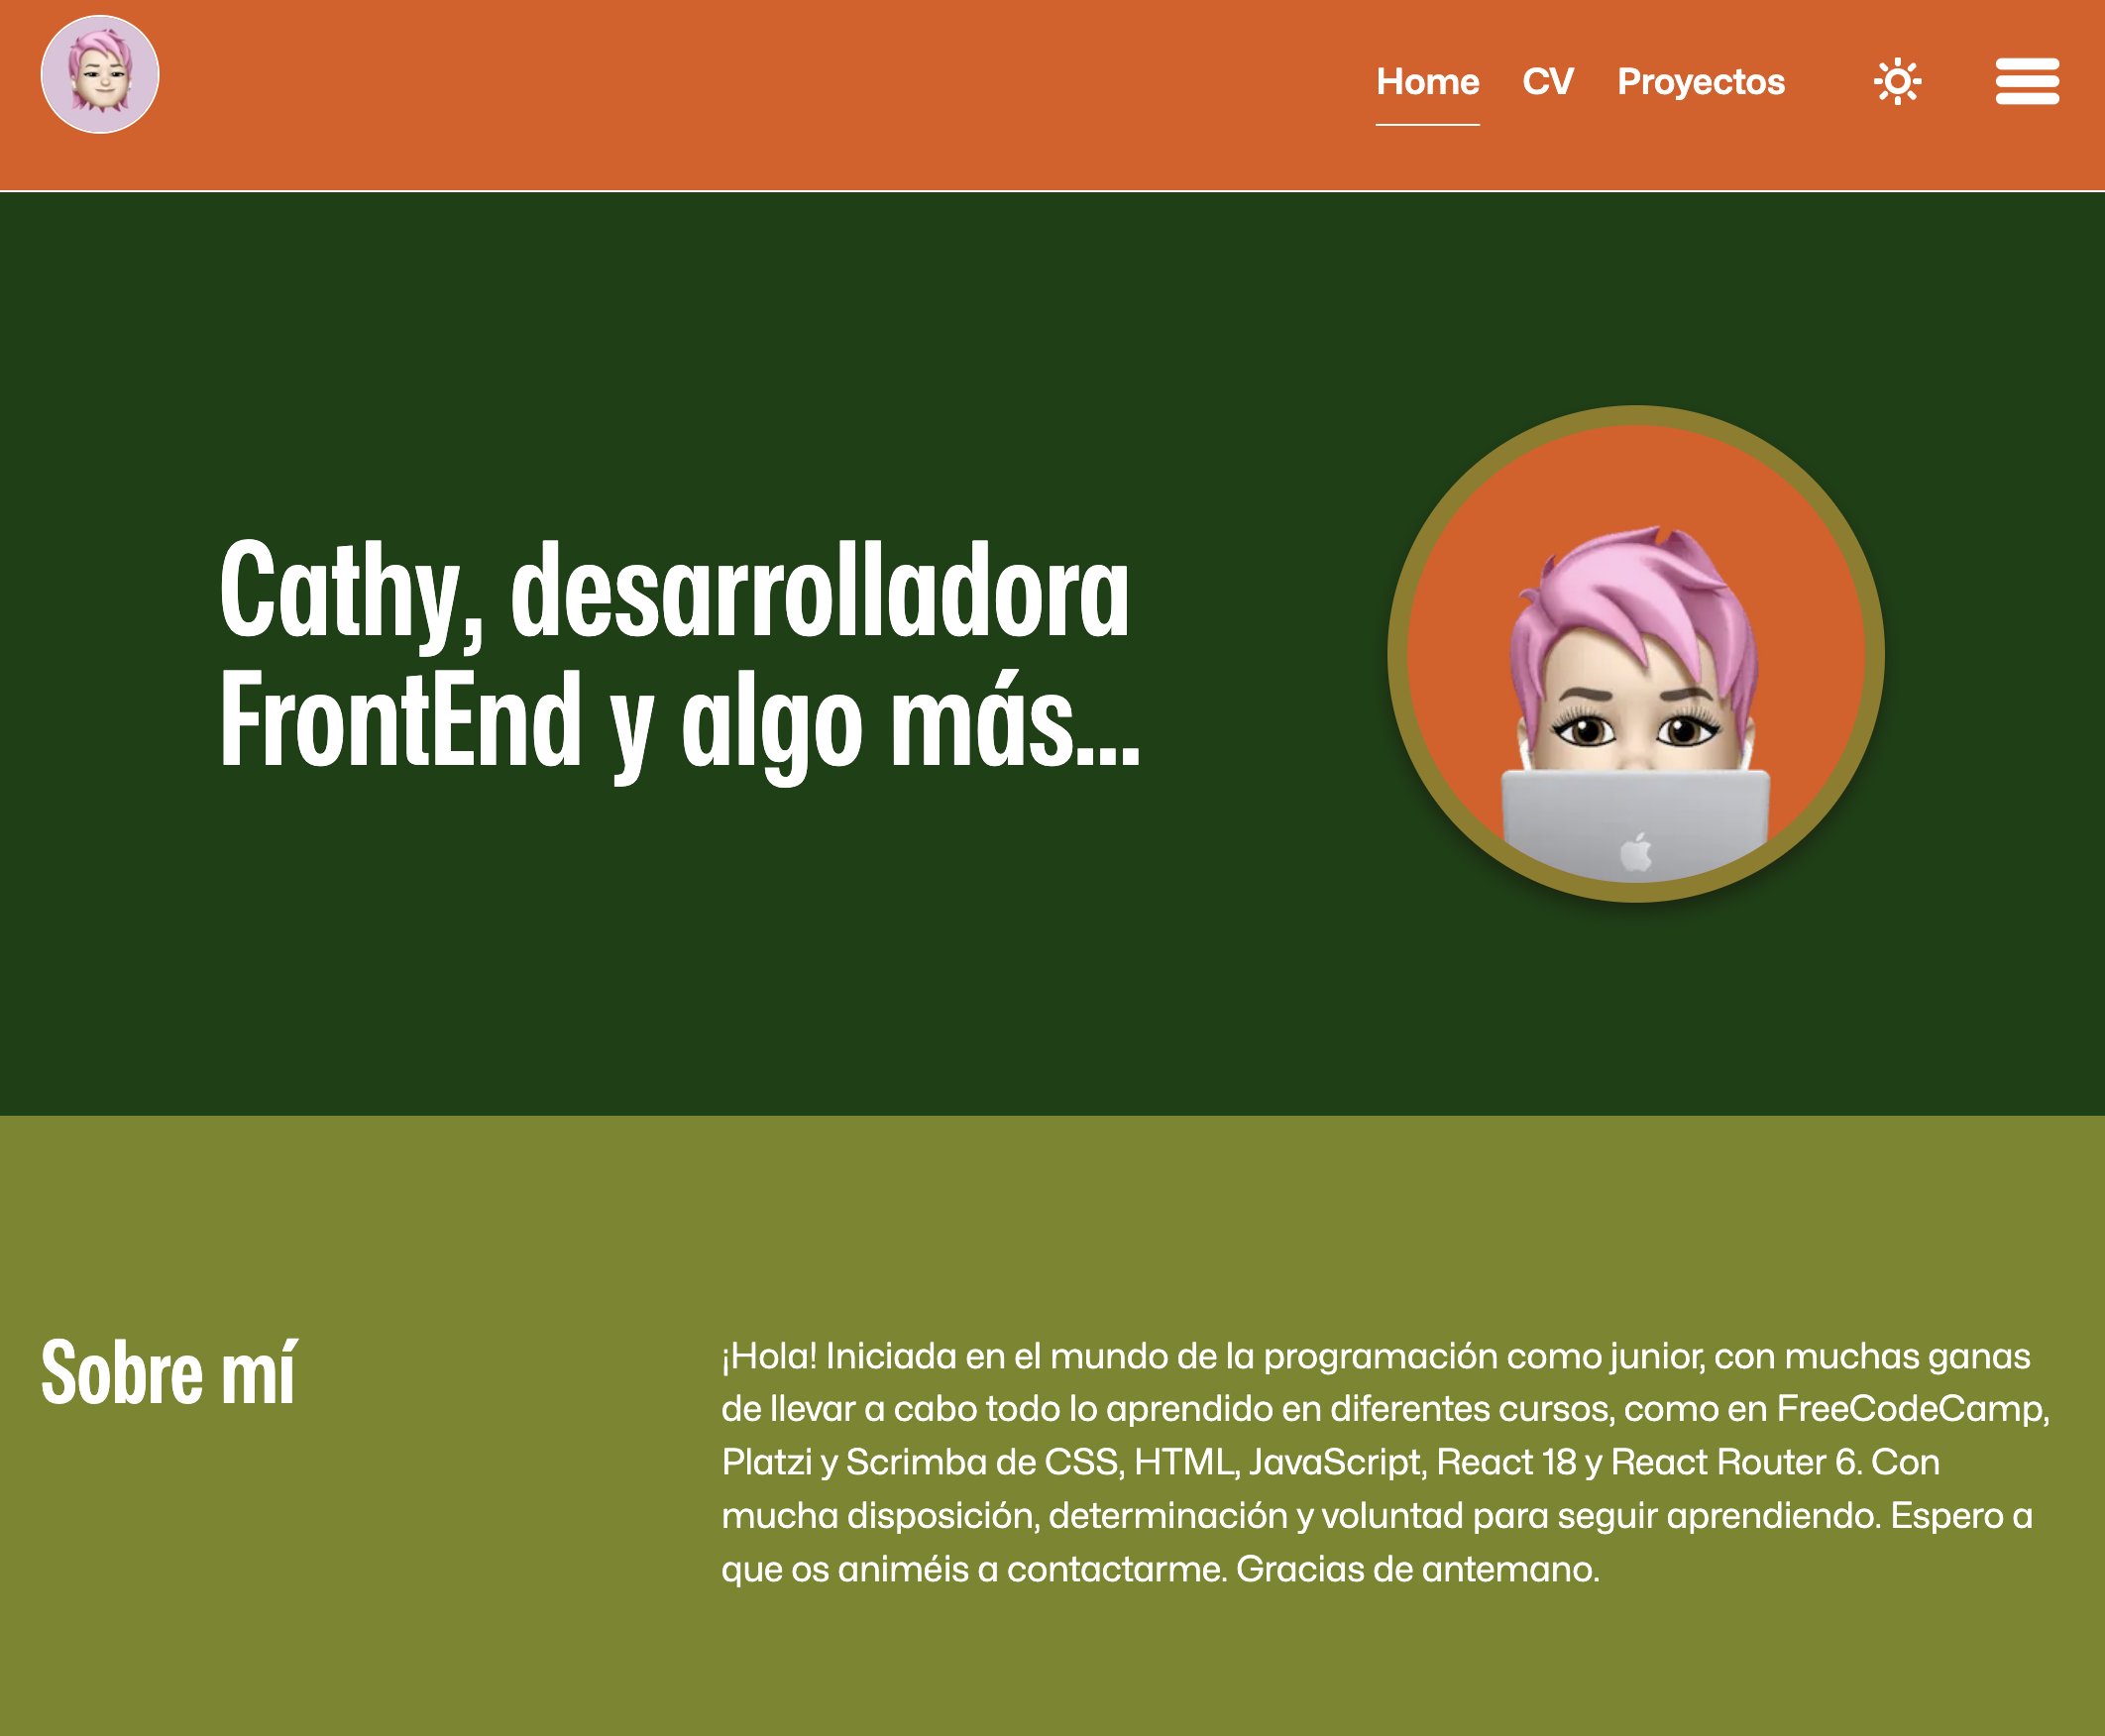 Home CV Proyectos
Cathy, desarrolladora
FrontEnd y algo más...
Sobre mí
¡Hola! Iniciada en el mundo de la programación como junior, con muchas ganas
de llevar a cabo todo lo aprendido en diferentes cursos, como en FreeCodeCamp,
Platzi y Scrimba de CSS, HTML, JavaScript, React 18 y React Router 6. Con
mucha disposición, determinación y voluntad para seguir aprendiendo. Espero a
que os animéis a contactarme. Gracias de antemano.